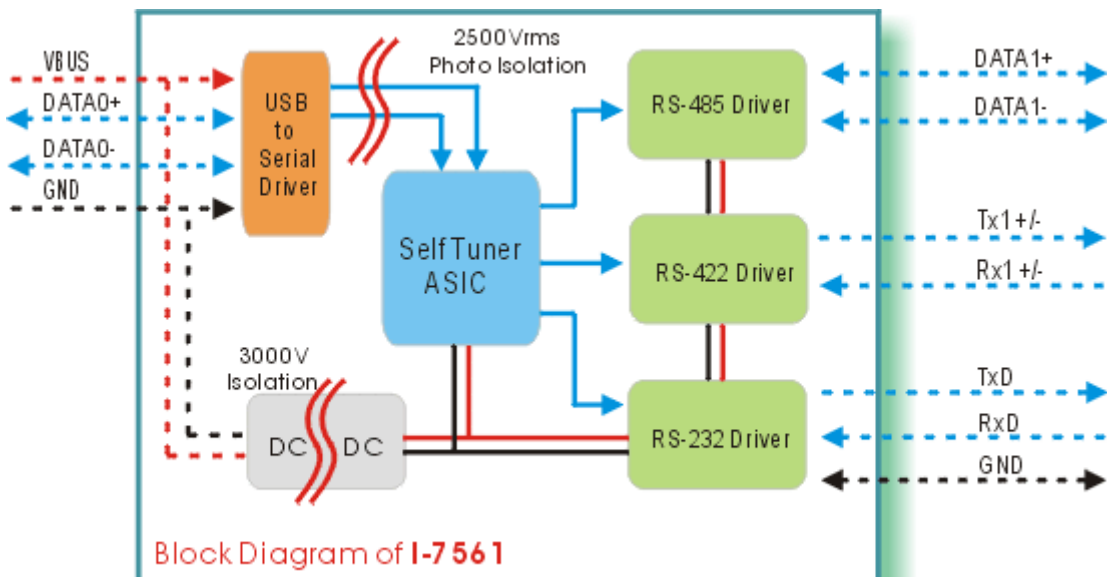 VBUS
DATA0+
DATA0-
GND
USB
to
Serial
Driver
2500Vrms
Photo Isolation
Self Tuner
ASIC
3000V
Isolation
DC DC
RS-485 Driver
RS-422 Driver
RS-232 Driver
DATA1+
DATA1-
Tx1 +/-
Rx1 +/-
TxD
RxD
GND
Block Diagram of I-7561